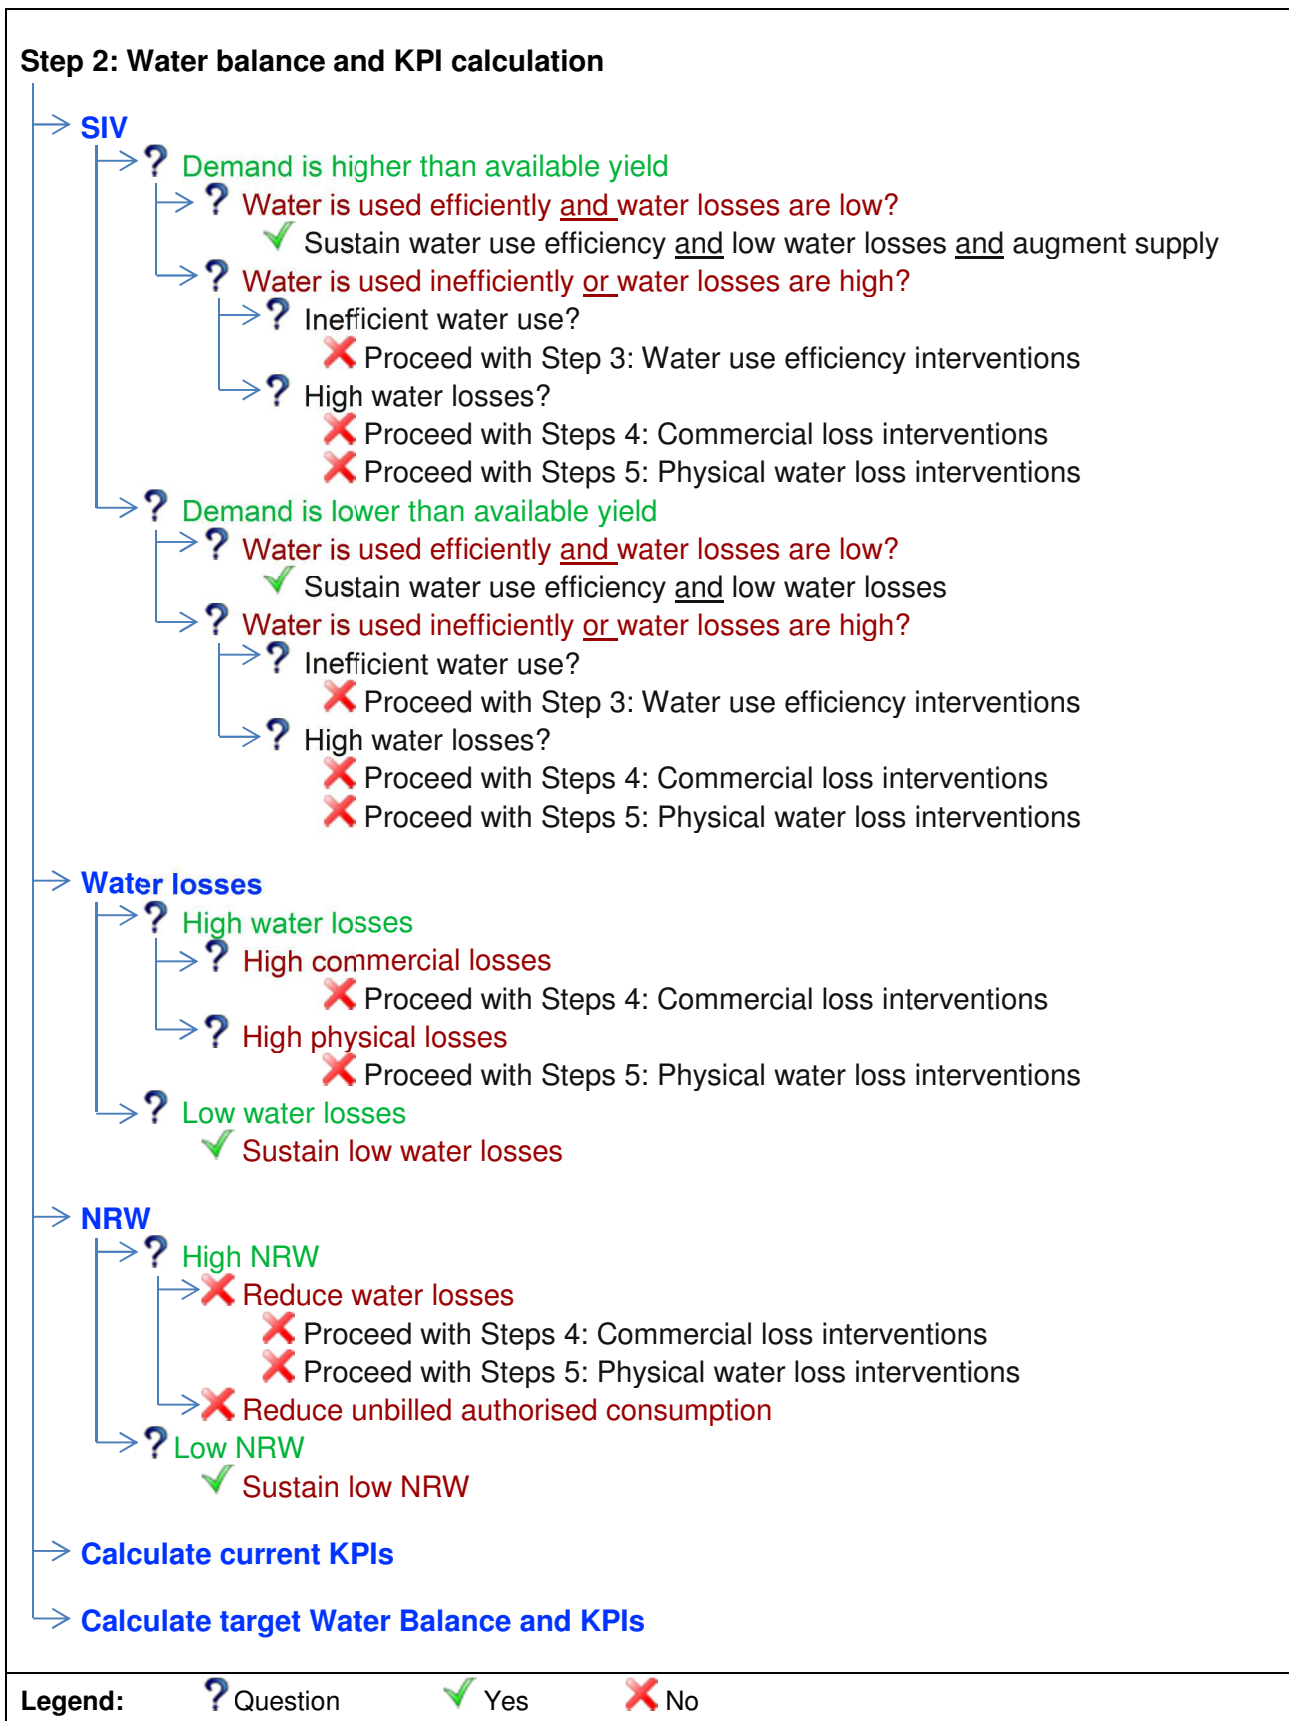 Step 2: Water balance and KPI calculation
SIV
? Demand is higher than available yield
? Water is used efficiently and water losses are low?
Sustain water use efficiency and low water losses and augment supply
? Water is used inefficiently or water losses are high?
? Inefficient water use?
Proceed with Step 3: Water use efficiency interventions
? High water losses?
Proceed with Steps 4: Commercial loss interventions
Proceed with Steps 5: Physical water loss interventions
? Demand is lower than available yield
? Water is used efficiently and water losses are low?
Sustain water use efficiency and low water losses
? Water is used inefficiently or water losses are high?
? Inefficient water use?
Proceed with Step 3: Water use efficiency interventions
? High water losses?
Proceed with Steps 4: Commercial loss interventions
Proceed with Steps 5: Physical water loss interventions
Water losses
? High water losses
? High commercial losses
Proceed with Steps 4: Commercial loss interventions
? High physical losses
Proceed with Steps 5: Physical water loss interventions
? Low water losses
Sustain low water losses
NRW
? High NRW
Reduce water losses
Proceed with Steps 4: Commercial loss interventions
Proceed with Steps 5: Physical water loss interventions
Reduce unbilled authorised consumption
? Low NRW
Sustain low NRW
Calculate current KPIs
Calculate target Water Balance and KPIs
Legend: ? Question Yes No